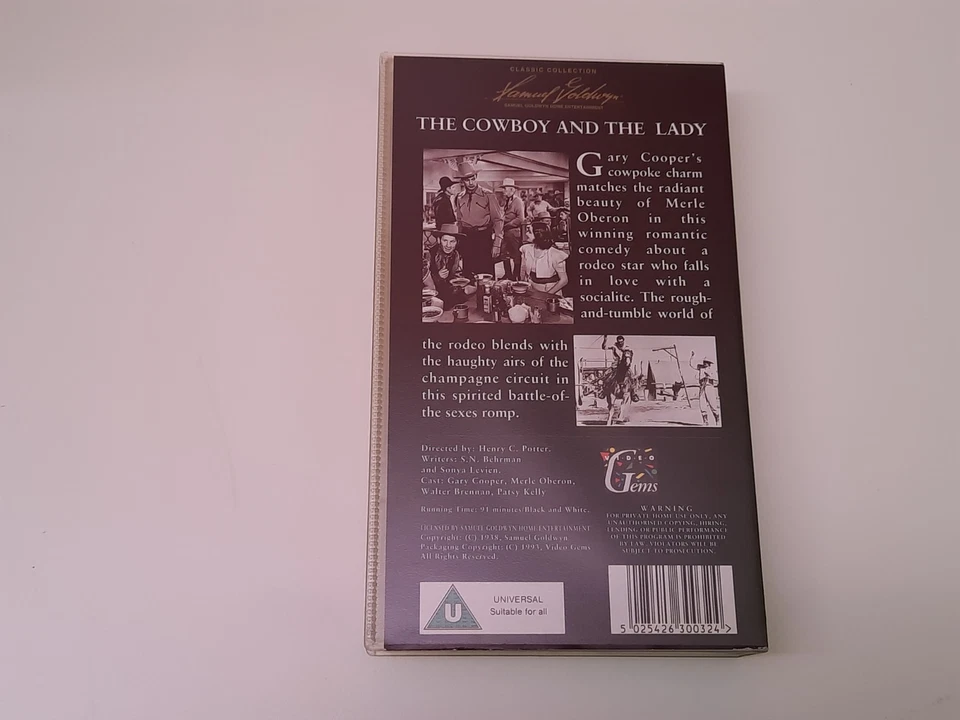 CLASSIC COLLECTION
Samuel Goldwyn
SAMUEL GOLDWYN HOME ENTERTAINMENT
THE COWBOY AND THE LADY
Gary Cooper's
cowpoke charm
matches the radiant
beauty of Merle
Oberon in this
winning romantic
comedy about a
rodeo star who falls
in love with a
socialite. The rough-
and-tumble world of
the rodeo blends with
the haughty airs of the
champagne circuit in
this spirited battle-of-
the sexes romp.
Directed by: Henry C. Potter.
Writers: S.N. Behrman
and Sonya Levien.
Cast: Gary Cooper, Merle Oberon,
Walter Brennan, Patsy Kelly
Running Time: 91 minutes/Black and White.
LICENSED BY SAMUEL GOLDWYN HOME ENTERTAINMENT
Copyright: (C) 1938, Samuel Goldwyn
Packaging Copyright: (C) 1993, Video Gems
All Rights Reserved.
VIDEO
Gems
WARNING
FOR PRIVATE HOME USE ONLY, ANY
UNAUTHORISED COPYING, HIRING,
LENDING OR PUBLIC PERFORMANCE
OF THIS PROGRAM IS PROHIBITED
BY LAW. VIOLATORS WILL BE
SUBJECT TO PROSECUTION.
U
UNIVERSAL
Suitable for all
5 025426 300324 >